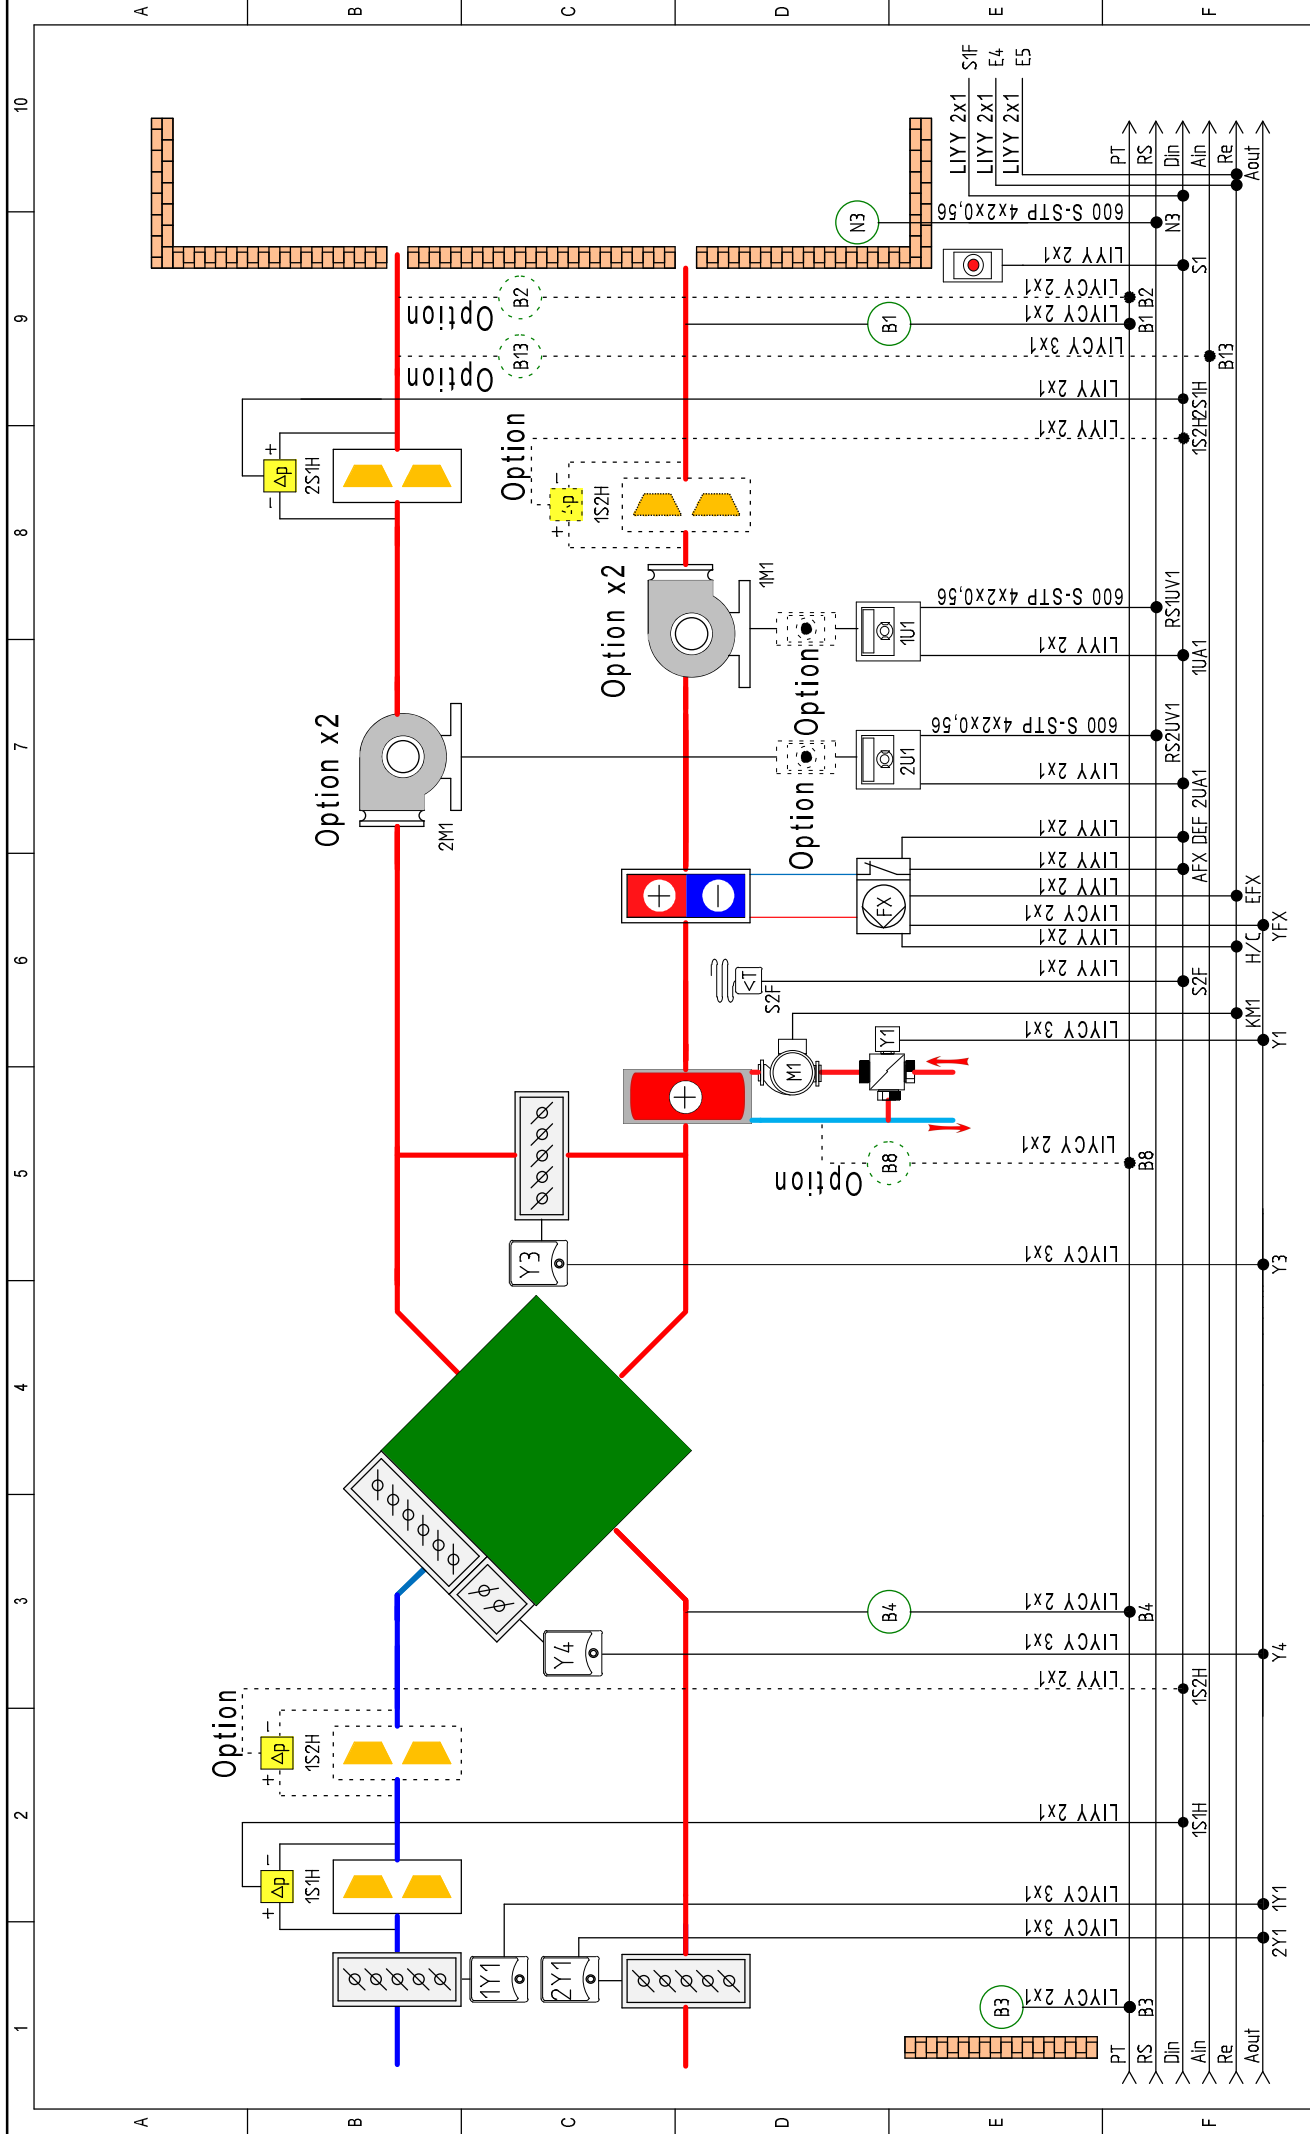 A
B
C
D
E
F
10
9
8
7
6
5
4
3
2
1
S1F
E4
E5
LIYY 2x1
LIYY 2x1
LIYY 2x1
PT
RS
Din
Ain
Re
Aout
N3
600 S-STP 4x2x0,56
N3
LIYY 2x1
S1
B2
Option
LIYCY 2x1
B2
B1
LIYCY 2x1
B1
B13
Option
LIYCY 3x1
B13
LIYY 2x1
2S1H
LIYY 2x1
1S2H
Δp
+
-
2S1H
Option
p
+
-
1S2H
Option x2
1M1
Option
1U1
600 S-STP 4x2x0,56
RS1UV1
LIYY 2x1
1UA1
Option x2
2M1
Option
2U1
600 S-STP 4x2x0,56
RS2UV1
LIYY 2x1
2UA1
LIYY 2x1
DEF
LIYY 2x1
AFX
LIYY 2x1
EFX
LIYCY 2x1
YFX
LIYY 2x1
H/C
FX
+
-
<T
S2F
LIYY 2x1
S2F
KM1
LIYCY 3x1
Y1
M1
Y1
+
B8
Option
LIYCY 2x1
B8
Y3
LIYCY 3x1
Y3
B4
LIYCY 2x1
B4
Y4
LIYCY 3x1
Y4
Option
LIYY 2x1
1S2H
Δp
+
-
1S2H
LIYY 2x1
1S1H
Δp
+
-
1S1H
1Y1
LIYCY 3x1
1Y1
2Y1
LIYCY 3x1
2Y1
B3
LIYCY 2x1
B3
PT
RS
Din
Ain
Re
Aout
A
B
C
D
E
F